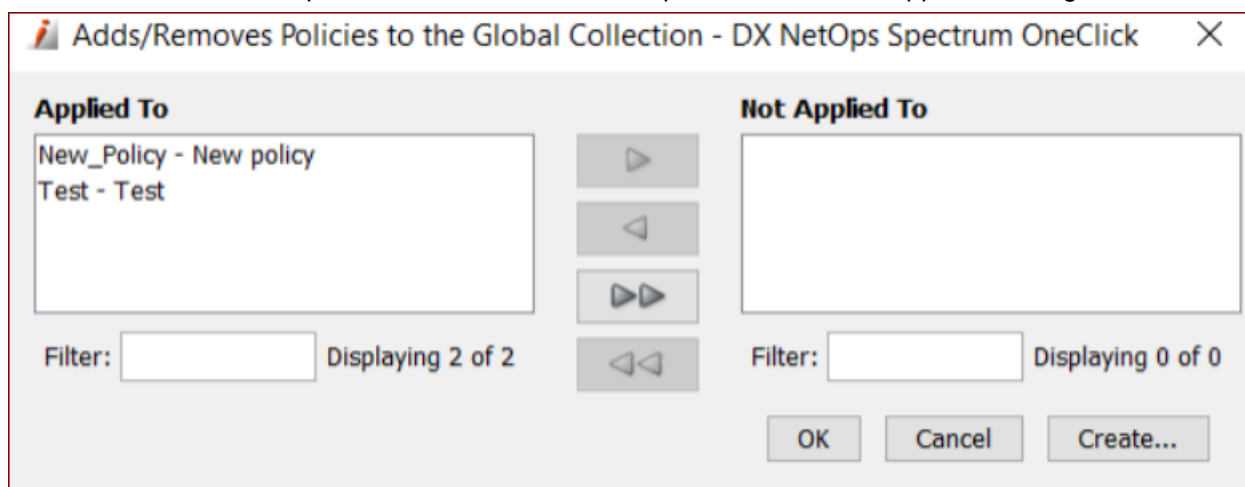 Adds/Removes Policies to the Global Collection - DX NetOps Spectrum OneClick
Applied To
New_Policy - New policy
Test - Test
Filter:
Displaying 2 of 2
Not Applied To
Filter:
Displaying 0 of 0
OK
Cancel
Create...